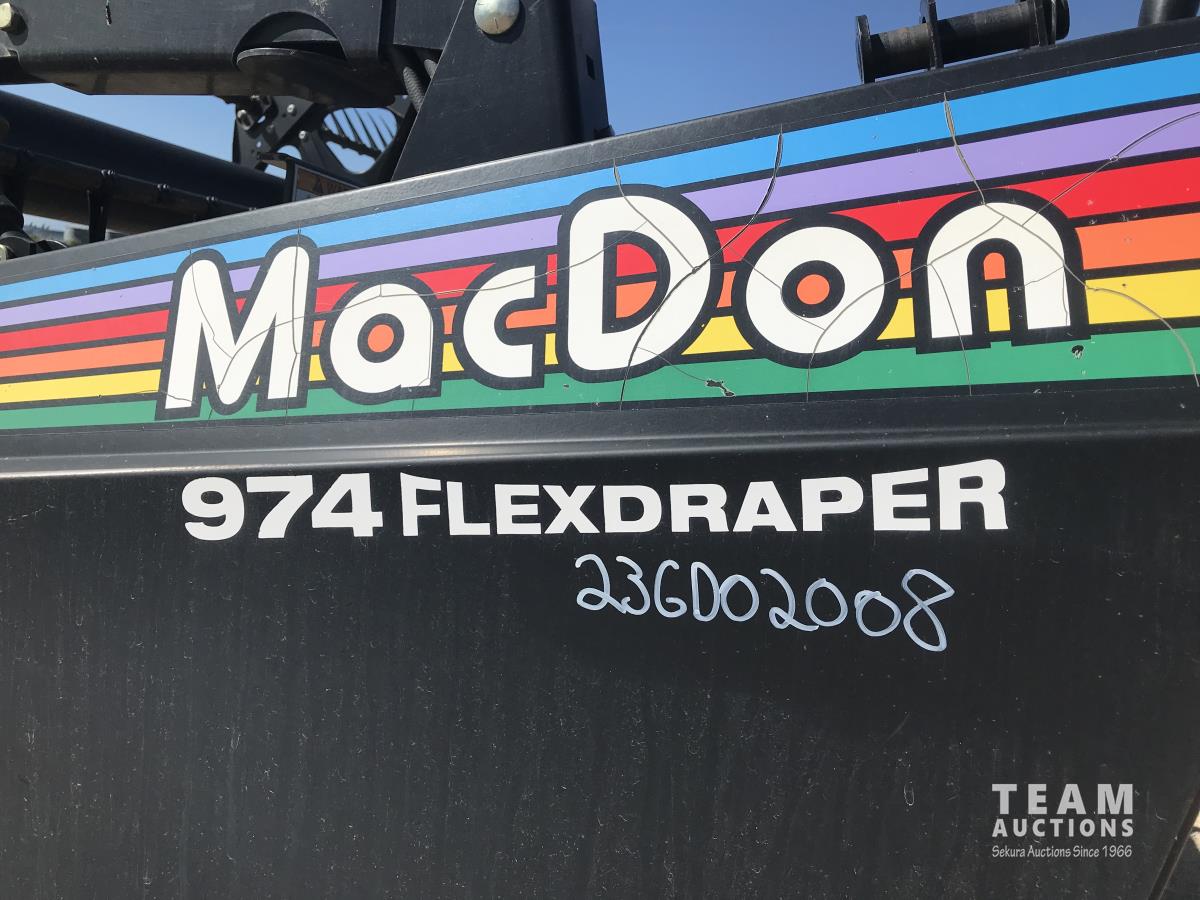 MacDon
974 FLEXDRAPER
23GD02008
TEAM
AUCTIONS
Sekura Auctions Since 1966